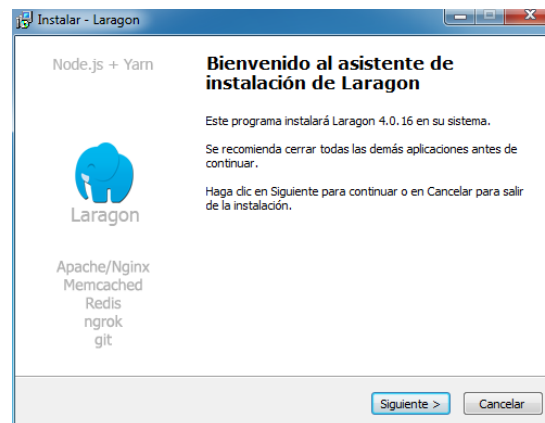 Instalar - Laragon
Node.js + Yarn
Laragon
Apache/Nginx
Memcached
Redis
ngrok
git
Bienvenido al asistente de
instalación de Laragon
Este programa instalará Laragon 4.0.16 en su sistema.
Se recomienda cerrar todas las demás aplicaciones antes de
continuar.
Haga clic en Siguiente para continuar o en Cancelar para salir
de la instalación.
Siguiente >
Cancelar